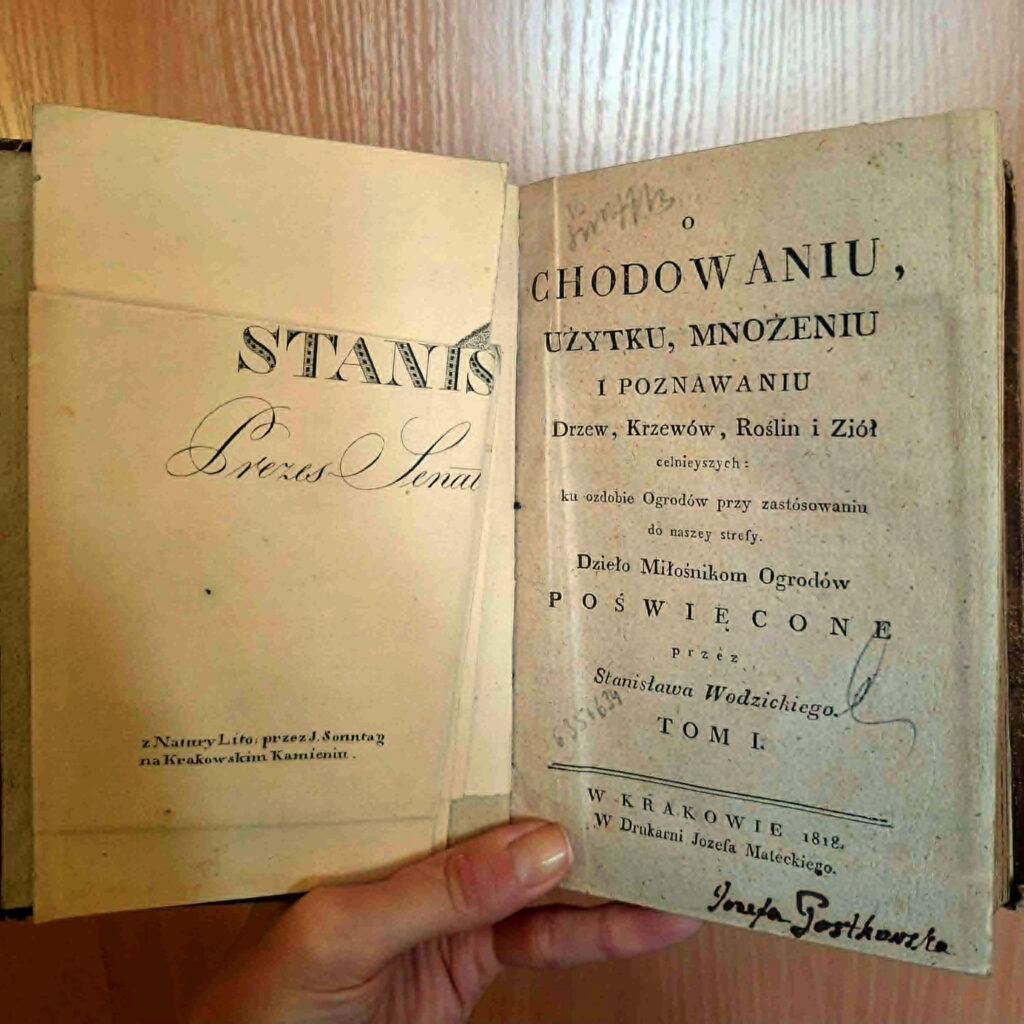 STANIS
Prezes Senat
z Natury Lito: przez J. Sonntag
na Krakowskim Kamieniu.
O
CHODOWANIU,
UŻYTKU, MNOŻENIU
I POZNAWANIU
Drzew, Krzewów, Roślin i Ziół
celnieyszych:
ku ozdobie Ogrodów przy zastósowaniu
do naszey strefy.
Dzieło Miłośnikom Ogrodów
POŚWIĘCONE
przez
Stanisława Wodzickiego.
TOM I.
W KRAKOWIE 1818.
W Drukarni Jozefa Mateckiego.
Jozefa Gostkowska